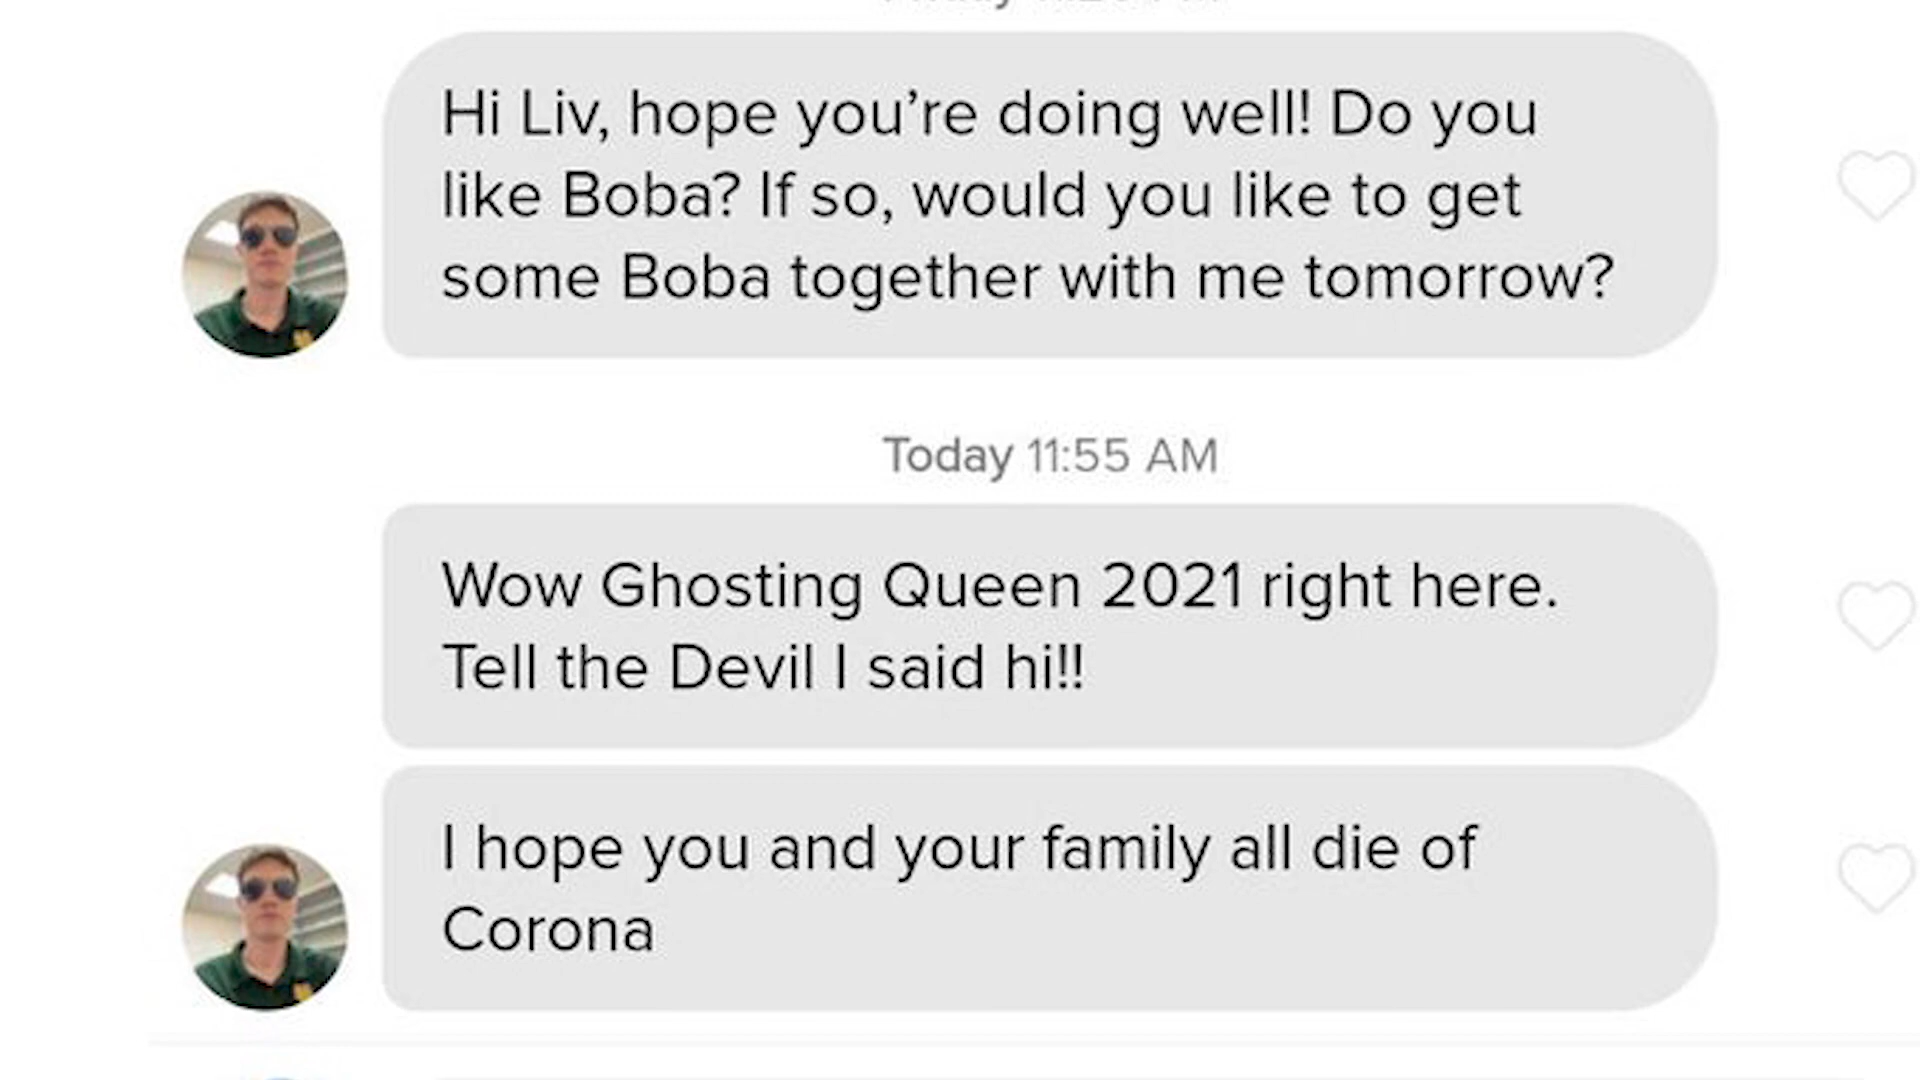 Hi Liv, hope you’re doing well! Do you
like Boba? If so, would you like to get
some Boba together with me tomorrow?
Today 11:55 AM
Wow Ghosting Queen 2021 right here.
Tell the Devil I said hi!!
I hope you and your family all die of
Corona